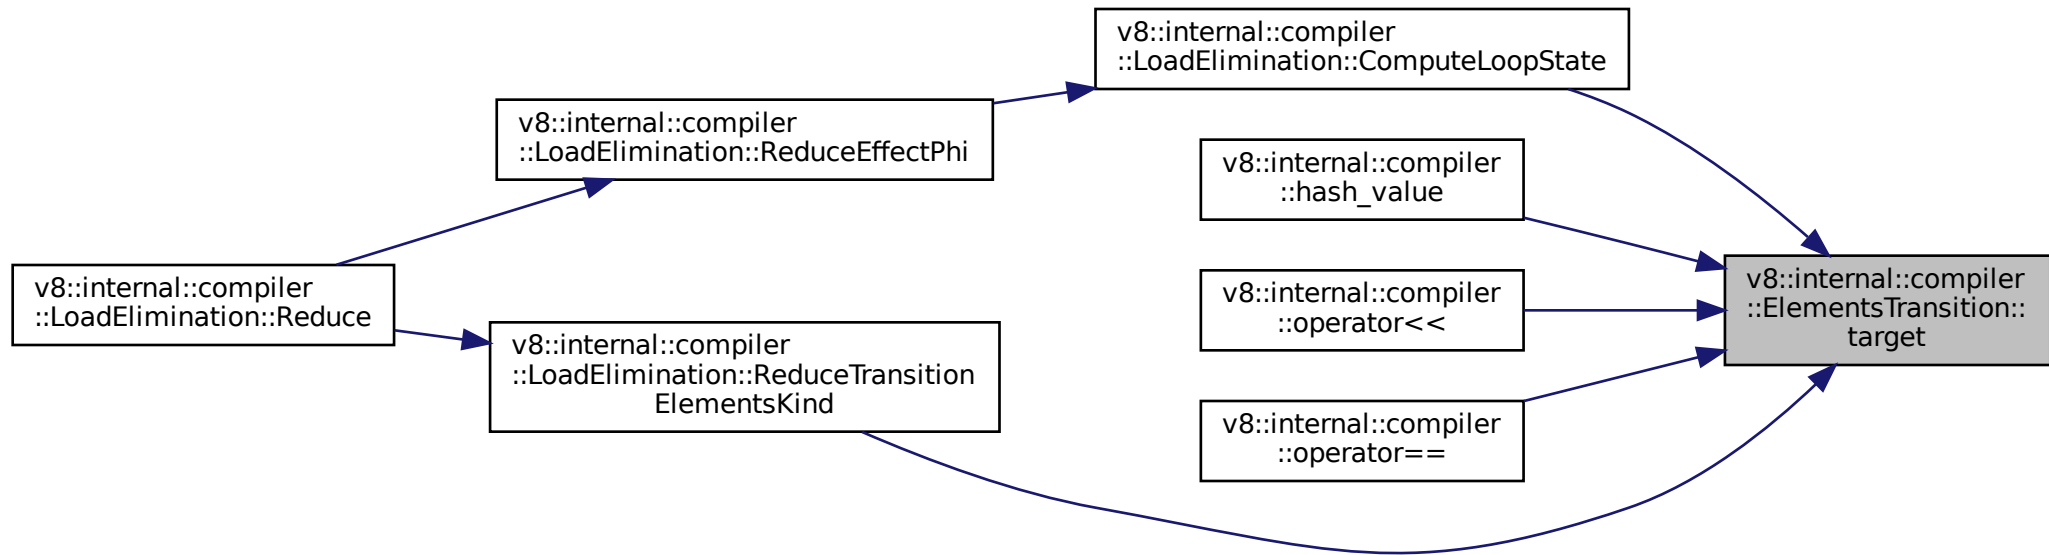 v8::internal::compiler
::LoadElimination::ComputeLoopState
v8::internal::compiler
::LoadElimination::ReduceEffectPhi
v8::internal::compiler
::hash_value
v8::internal::compiler
::LoadElimination::Reduce
v8::internal::compiler
::operator<<
v8::internal::compiler
::ElementsTransition::
target
v8::internal::compiler
::LoadElimination::ReduceTransition
ElementsKind
v8::internal::compiler
::operator==